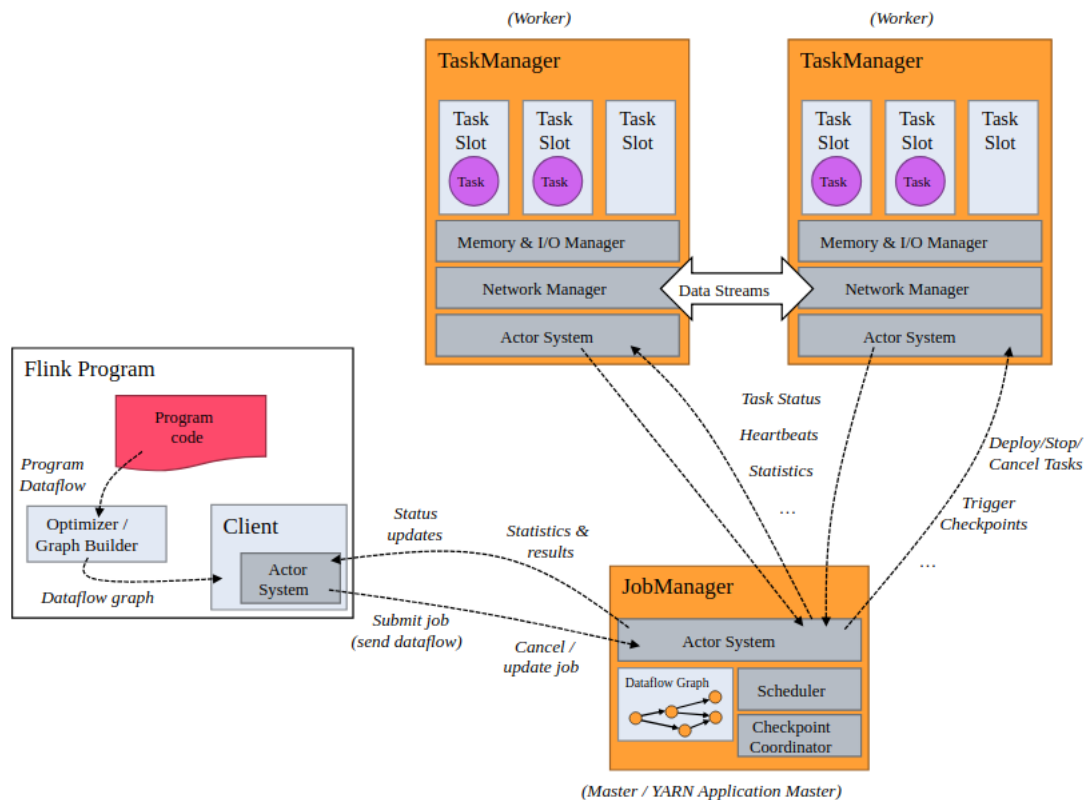 (Worker)
TaskManager
Task
Slot
Task
Task
Slot
Task
Task
Slot
Memory & I/O Manager
Network Manager
Actor System
(Worker)
TaskManager
Task
Slot
Task
Task
Slot
Task
Task
Slot
Memory & I/O Manager
Network Manager
Actor System
Data Streams
Flink Program
Program
code
Program
Dataflow
Optimizer /
Graph Builder
Dataflow graph
Client
Actor
System
Status
updates
Statistics &
results
Submit job
(send dataflow)
Cancel /
update job
Task Status
Heartbeats
Statistics
...
Deploy/Stop/
Cancel Tasks
Trigger
Checkpoints
...
JobManager
Actor System
Dataflow Graph
Scheduler
Checkpoint
Coordinator
(Master / YARN Application Master)